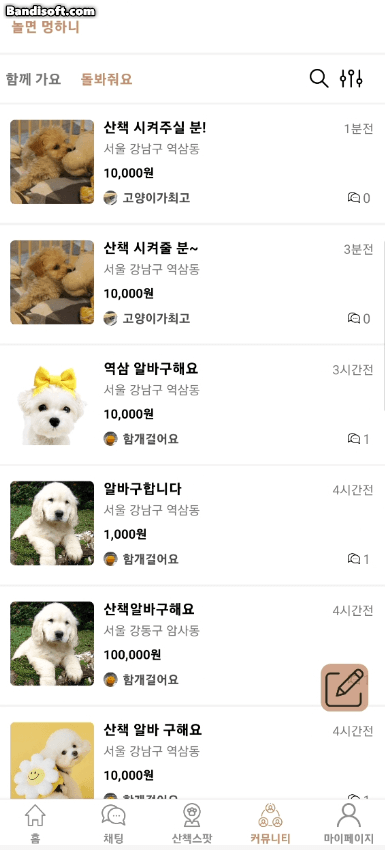 Bandisoft.com
놀면 멍하니
함께 가요 돌봐줘요
산책 시켜주실 분! 1분전
서울 강남구 역삼동
10,000원
고양이가최고 0
산책 시켜줄 분~ 3분전
서울 강남구 역삼동
10,000원
고양이가최고 0
역삼 알바구해요 3시간전
서울 강남구 역삼동
10,000원
함개걸어요 1
알바구합니다 4시간전
서울 강남구 역삼동
1,000원
함개걸어요 1
산책알바구해요 4시간전
서울 강동구 암사동
100,000원
함개걸어요
산책 알바 구해요 4시간전
서울 강남구 역삼동
10,000원
홈 채팅 산책스팟 커뮤니티 마이페이지